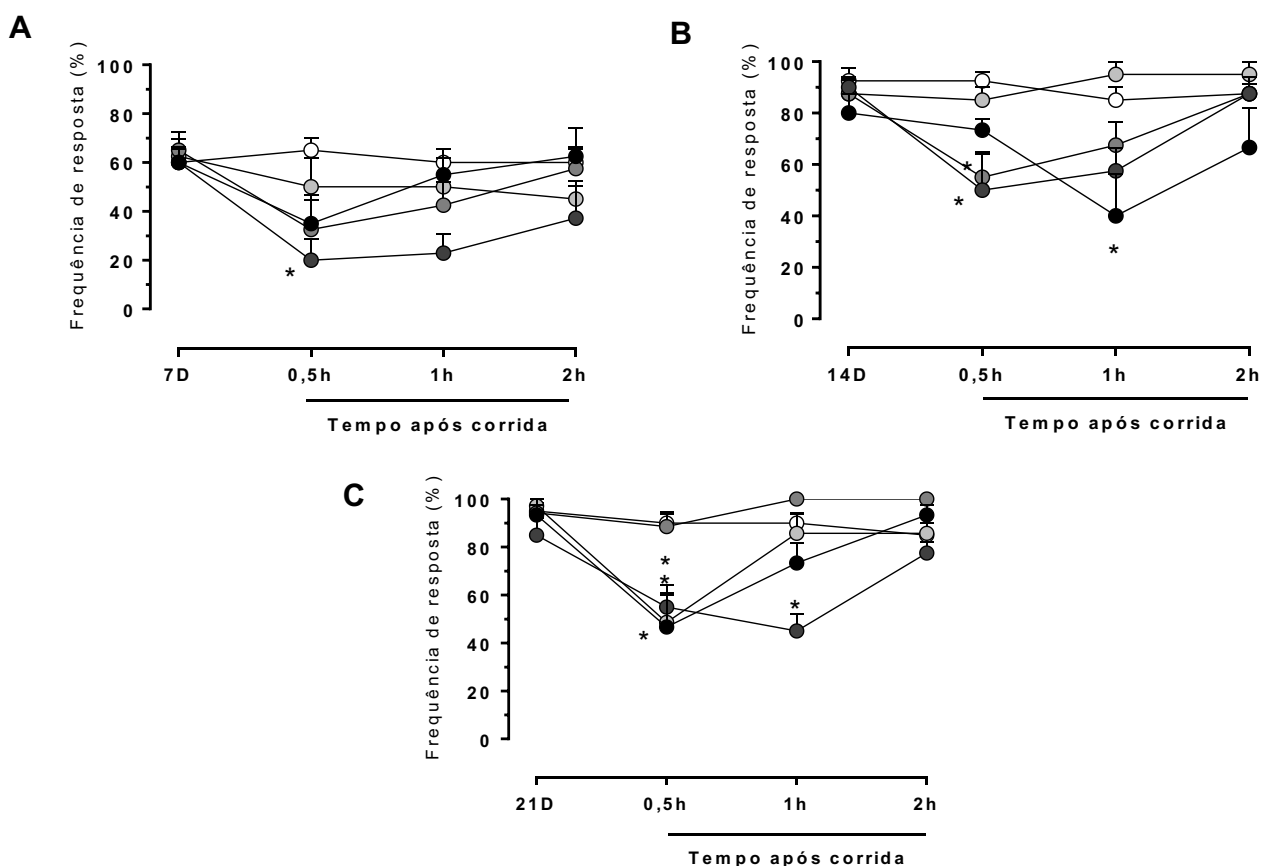 A
Frequência de resposta (%)
100
80
60
40
20
0
*
7D 0,5h 1h 2h
Tempo após corrida
B
Frequência de resposta (%)
100
80
60
40
20
0
*
*
*
14D 0,5h 1h 2h
Tempo após corrida
C
Frequência de resposta (%)
100
80
60
40
20
0
*
*
*
*
21D 0,5h 1h 2h
Tempo após corrida